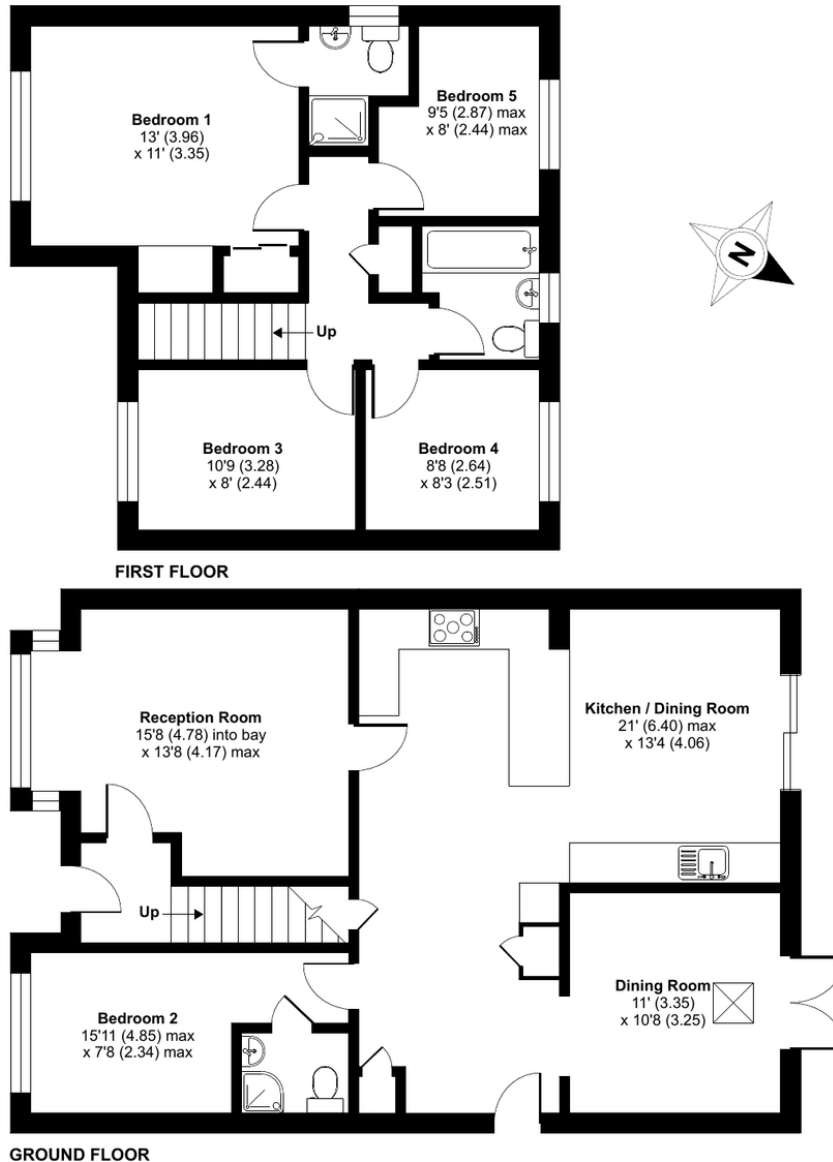 Bedroom 1
13' (3.96)
x 11' (3.35)
Bedroom 5
9'5 (2.87) max
x 8' (2.44) max
N
Up
Bedroom 3
10'9 (3.28)
x 8' (2.44)
Bedroom 4
8'8 (2.64)
x 8'3 (2.51)
FIRST FLOOR
Reception Room
15'8 (4.78) into bay
x 13'8 (4.17) max
Kitchen / Dining Room
21' (6.40) max
x 13'4 (4.06)
Up
Bedroom 2
15'11 (4.85) max
x 7'8 (2.34) max
Dining Room
11' (3.35)
x 10'8 (3.25)
GROUND FLOOR